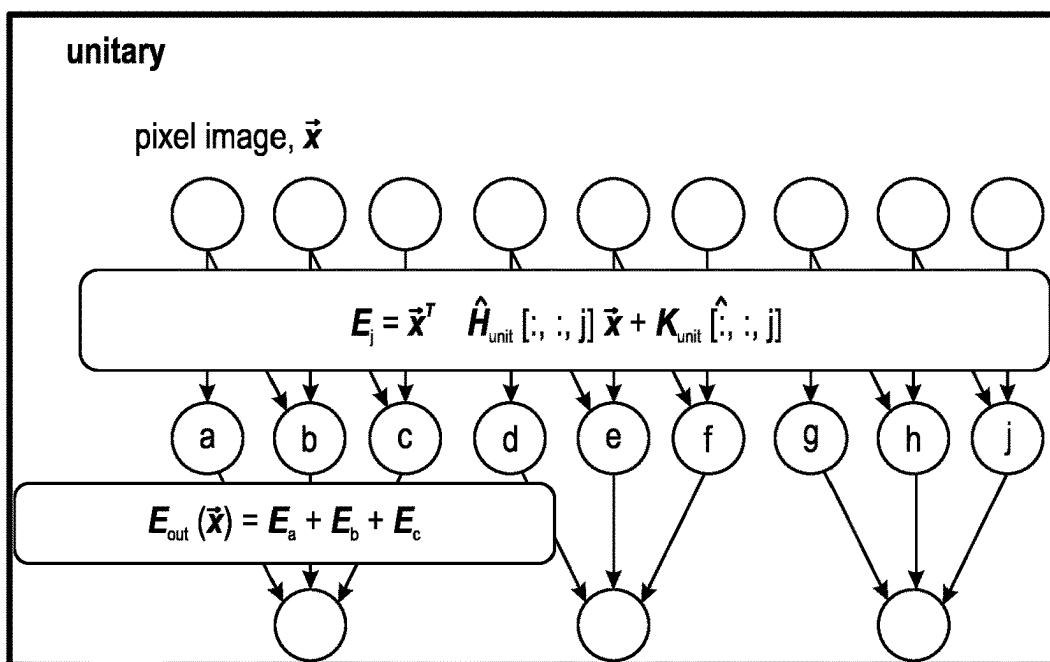 unitary
pixel image, x⃗
E_j = x⃗^T Ĥ_unit [:, :, j] x⃗ + K_unit [:̂, :, j]
a b c d e f g h j
E_out (x⃗) = E_a + E_b + E_c